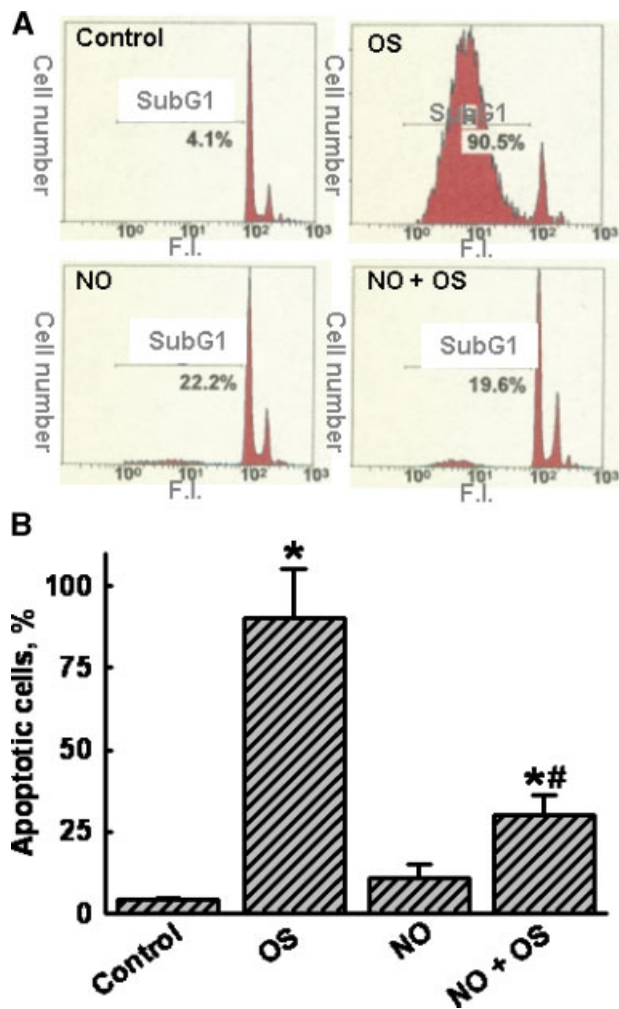 A
Control
Cell number
SubG1
4.1%
10⁰ 10¹ 10² 10³
F.I.
OS
Cell number
SubG1
90.5%
10⁰ 10¹ 10² 10³
F.I.
NO
Cell number
SubG1
22.2%
10⁰ 10¹ 10² 10³
F.I.
NO + OS
Cell number
SubG1
19.6%
10⁰ 10¹ 10² 10³
F.I.
B
Apoptotic cells, %
100
75
50
25
0
*
*#
Control
OS
NO
NO + OS